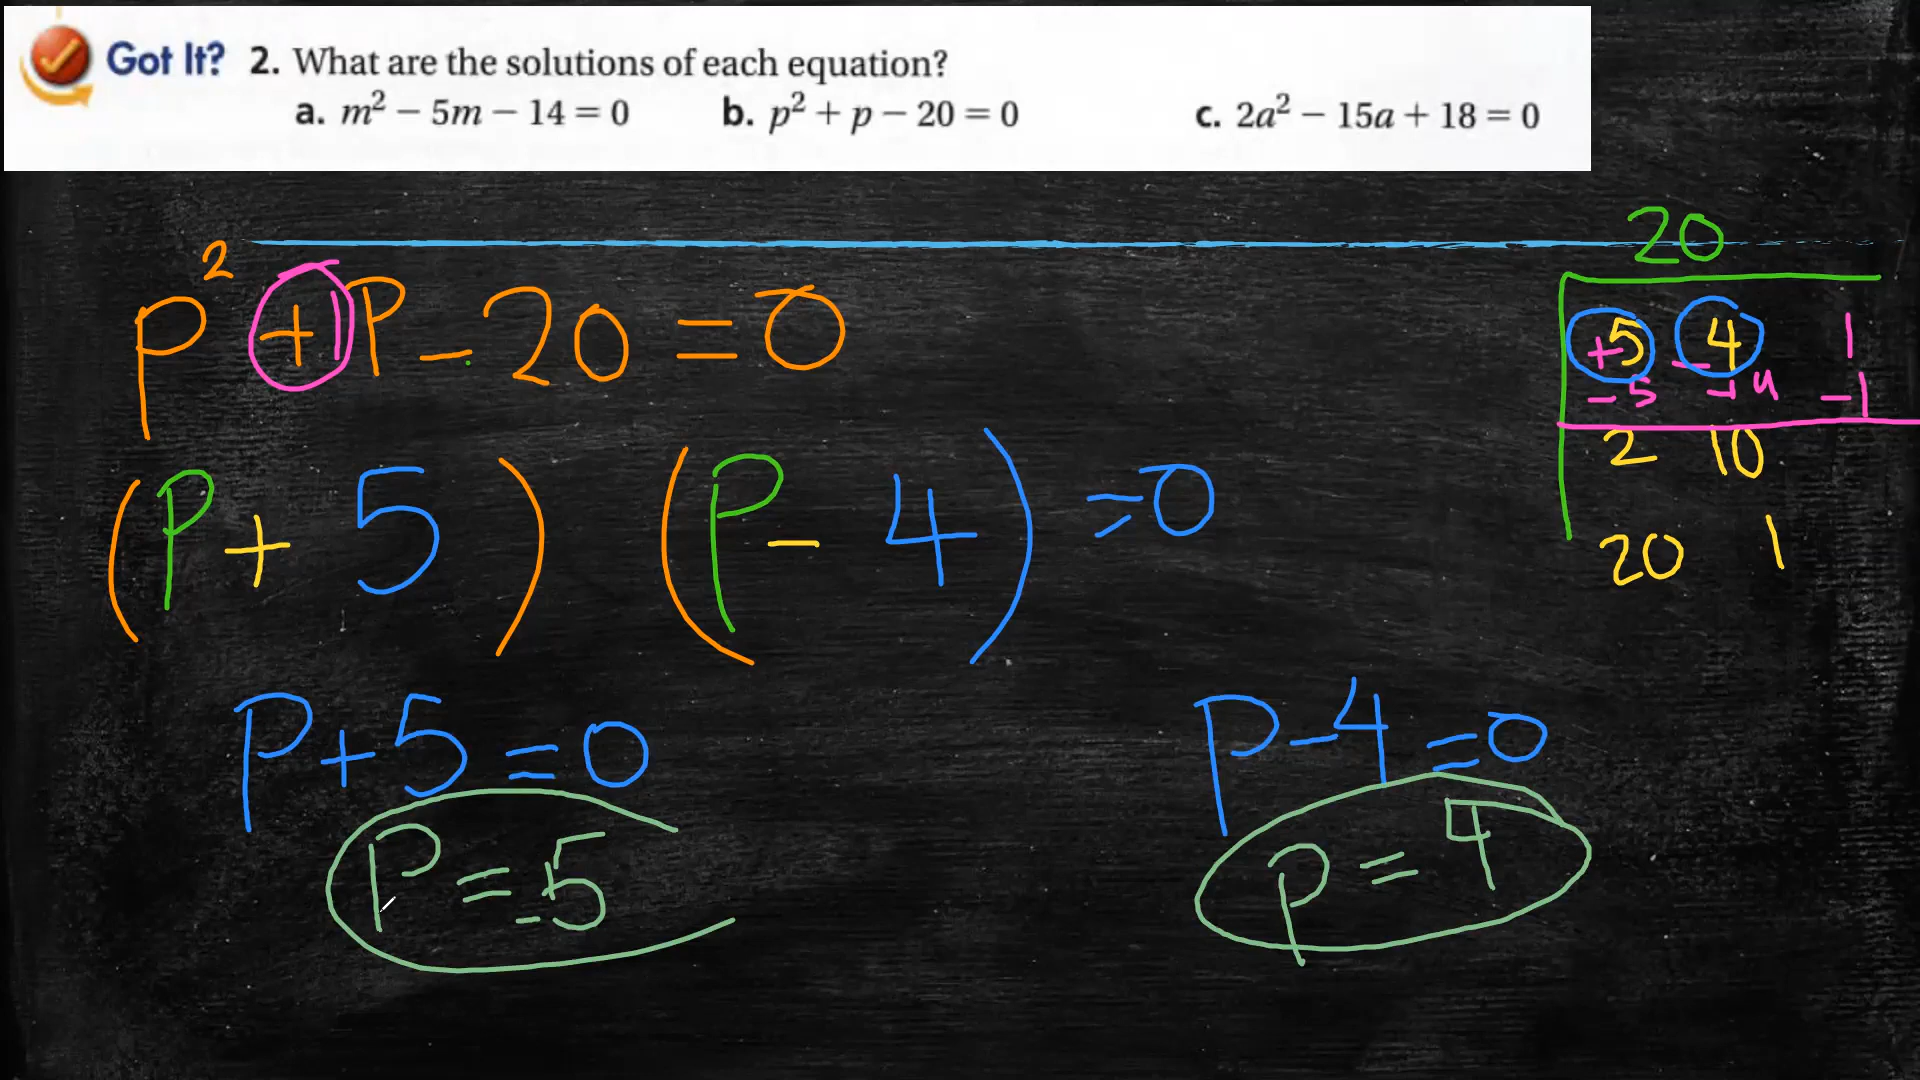 Got It? 2. What are the solutions of each equation?
a. m² − 5m − 14 = 0 b. p² + p − 20 = 0 c. 2a² − 15a + 18 = 0
20
p² +1p - 20 = 0
+5 -4 1
-5 +4 -1
2 10
20 1
(p + 5) (p - 4) = 0
p+5=0 p-4=0
p=-5 p=4